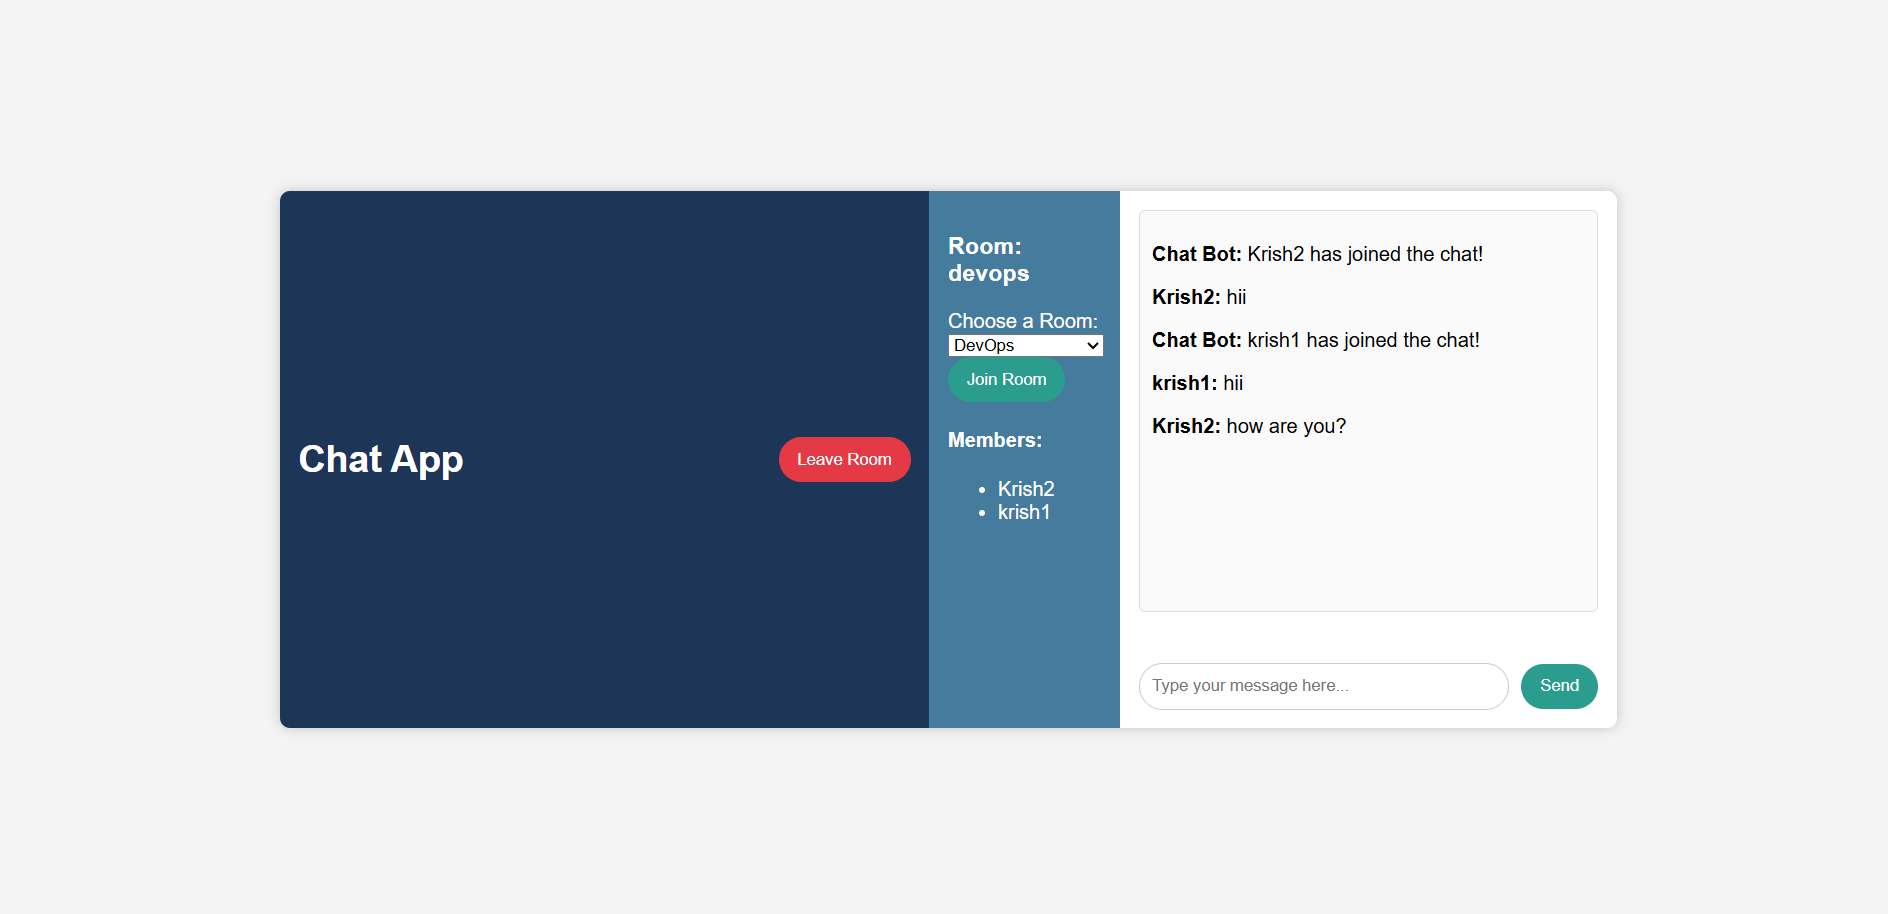 Chat App
Leave Room
Room:
devops
Choose a Room:
DevOps
Join Room
Members:
Krish2
krish1
Chat Bot: Krish2 has joined the chat!
Krish2: hii
Chat Bot: krish1 has joined the chat!
krish1: hii
Krish2: how are you?
Type your message here...
Send